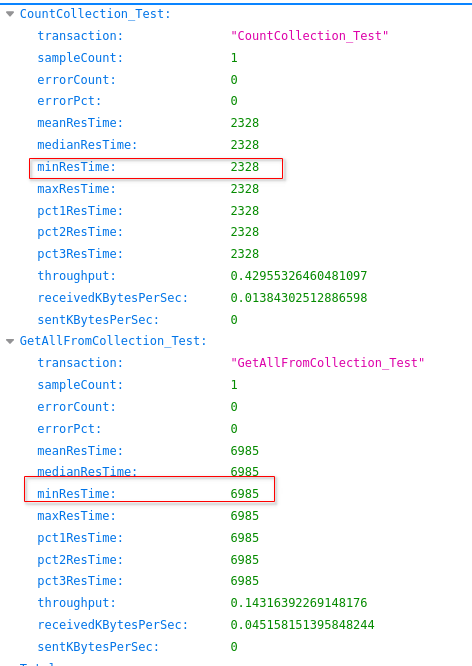 CountCollection_Test:
transaction: "CountCollection_Test"
sampleCount: 1
errorCount: 0
errorPct: 0
meanResTime: 2328
medianResTime: 2328
minResTime: 2328
maxResTime: 2328
pct1ResTime: 2328
pct2ResTime: 2328
pct3ResTime: 2328
throughput: 0.42955326460481097
receivedKBytesPerSec: 0.01384302512886598
sentKBytesPerSec: 0
GetAllFromCollection_Test:
transaction: "GetAllFromCollection_Test"
sampleCount: 1
errorCount: 0
errorPct: 0
meanResTime: 6985
medianResTime: 6985
minResTime: 6985
maxResTime: 6985
pct1ResTime: 6985
pct2ResTime: 6985
pct3ResTime: 6985
throughput: 0.14316392269148176
receivedKBytesPerSec: 0.045158151395848244
sentKBytesPerSec: 0